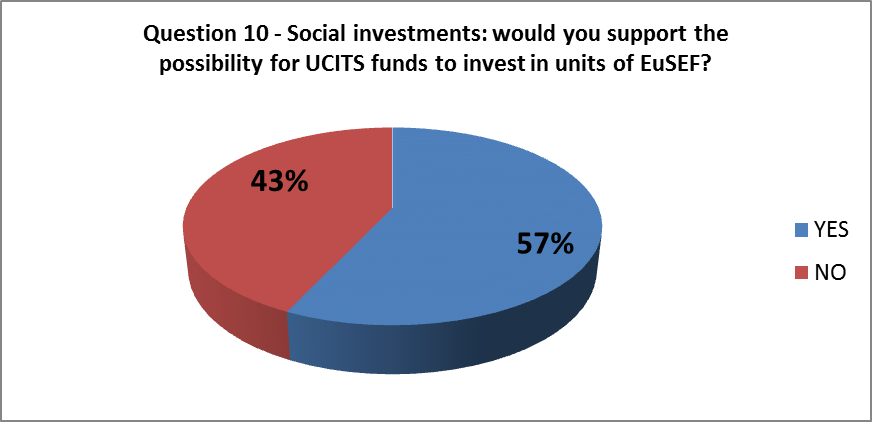 Question 10 - Social investments: would you support the
possibility for UCITS funds to invest in units of EuSEF?
43%
57%
YES
NO